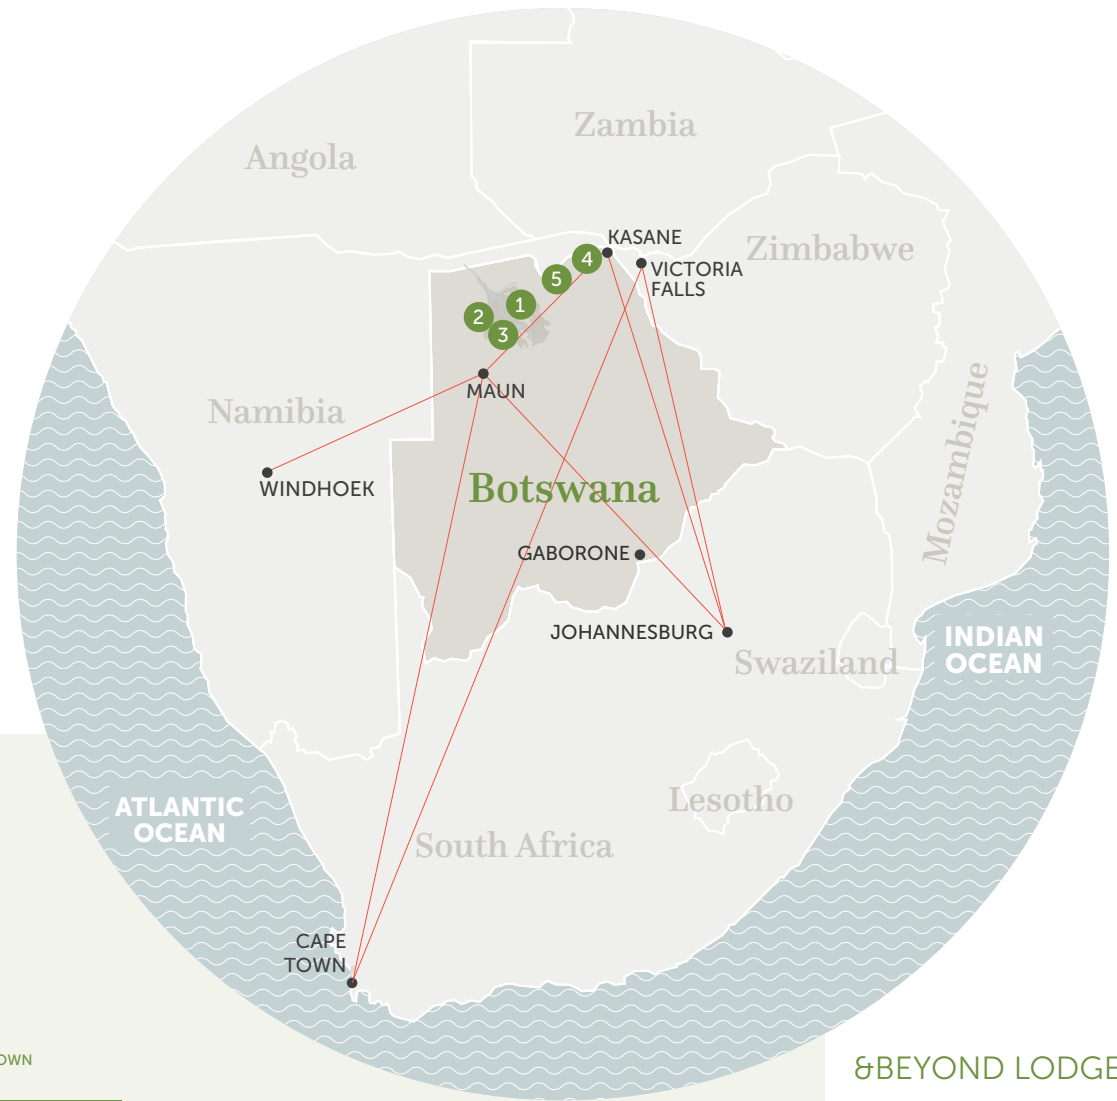 Zambia
Angola
KASANE
Zimbabwe
4
VICTORIA
FALLS
5
1
2
3
MAUN
Namibia
Mozambique
WINDHOEK
Botswana
GABORONE
JOHANNESBURG
INDIAN
OCEAN
Swaziland
ATLANTIC
OCEAN
Lesotho
South Africa
CAPE
TOWN
OWN
&BEYOND LODGE